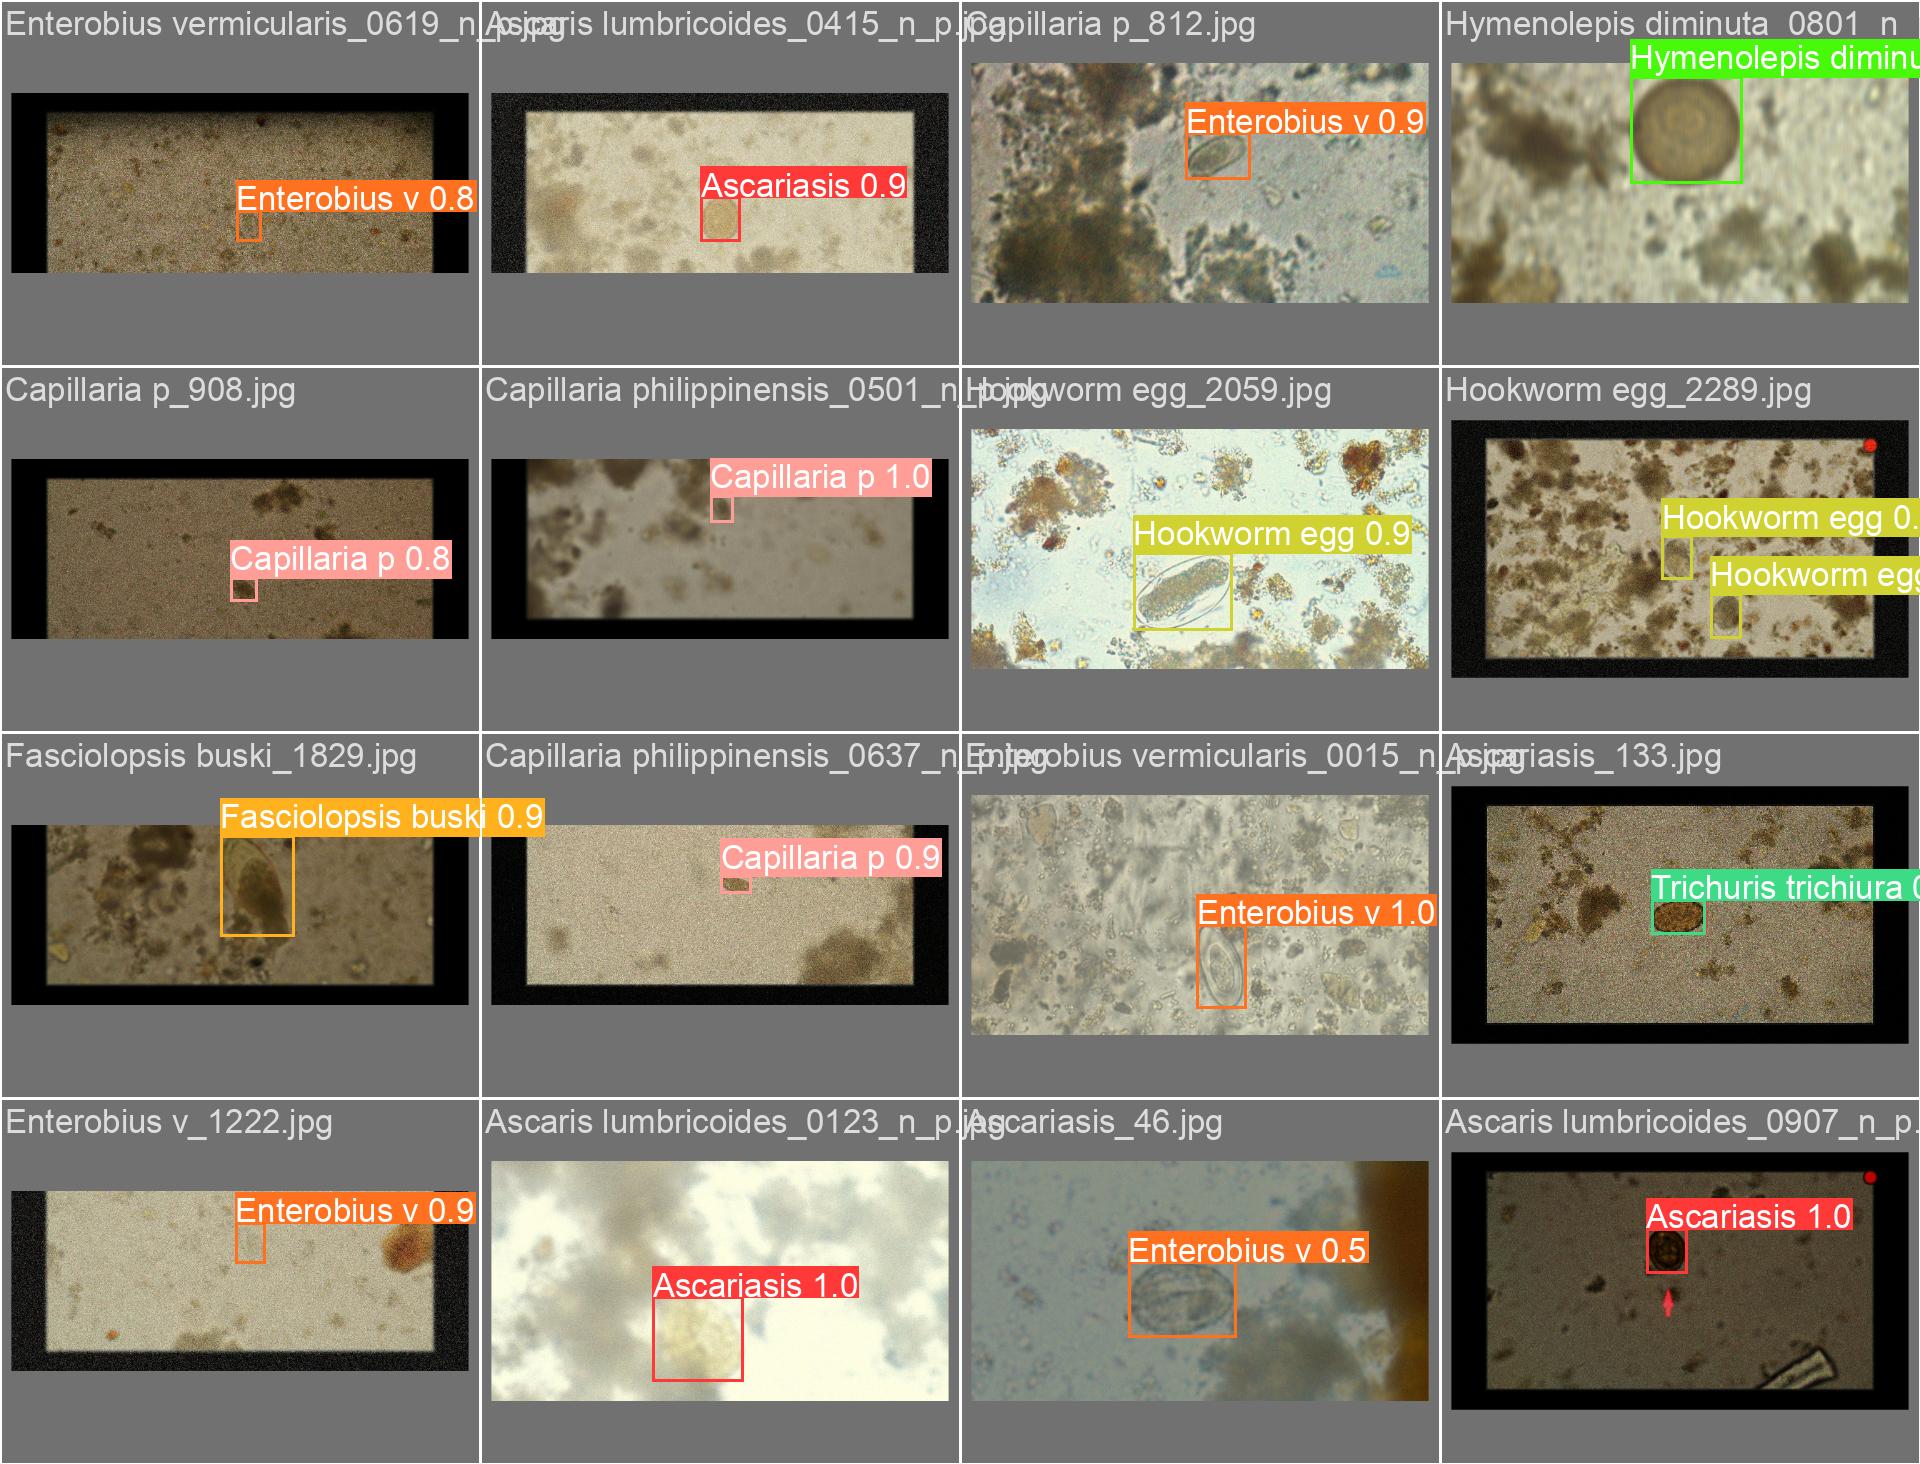 Enterobius vermicularis_0619_n_p.jpg
Ascaris lumbricoides_0415_n_p.jpg
Capillaria p_812.jpg
Hymenolepis diminuta_0801_n_
Enterobius v 0.8
Ascariasis 0.9
Enterobius v 0.9
Hymenolepis diminu
Capillaria p_908.jpg
Capillaria philippinensis_0501_n_p.jpg
Hookworm egg_2059.jpg
Hookworm egg_2289.jpg
Capillaria p 0.8
Capillaria p 1.0
Hookworm egg 0.9
Hookworm egg 0.
Hookworm egg
Fasciolopsis buski_1829.jpg
Capillaria philippinensis_0637_n_p.jpg
Enterobius vermicularis_0015_n_p.jpg
Ascariasis_133.jpg
Fasciolopsis buski 0.9
Capillaria p 0.9
Enterobius v 1.0
Trichuris trichiura 0
Enterobius v_1222.jpg
Ascaris lumbricoides_0123_n_p.jpg
Ascariasis_46.jpg
Ascaris lumbricoides_0907_n_p.
Enterobius v 0.9
Ascariasis 1.0
Enterobius v 0.5
Ascariasis 1.0